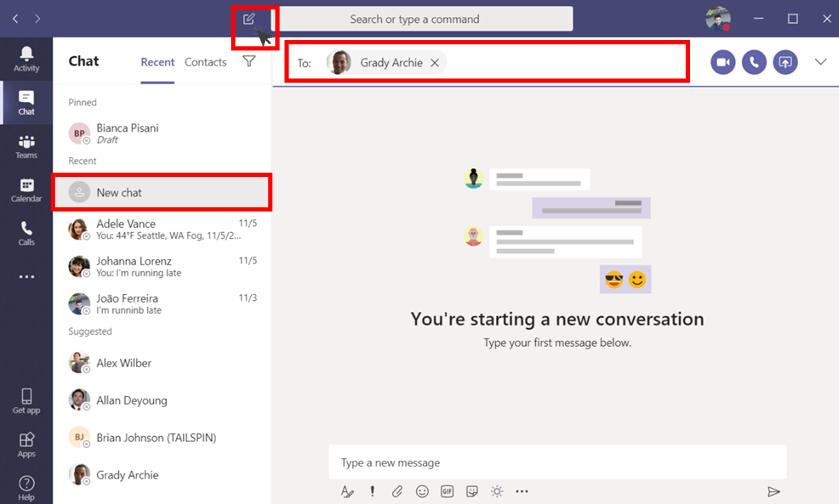 Search or type a command
Activity
Chat
Teams
Calendar
Calls
Get app
Apps
Help
Chat
Recent
Contacts
Pinned
BP
Bianca Pisani
Draft
Recent
New chat
Adele Vance 11/5
You: 44°F Seattle, WA Fog, 11/5/2...
Johanna Lorenz 11/5
You: I'm running late
João Ferreira 11/3
I'm runninb late
Suggested
Alex Wilber
Allan Deyoung
BJ
Brian Johnson (TAILSPIN)
Grady Archie
To: Grady Archie
You're starting a new conversation
Type your first message below.
Type a new message
GIF